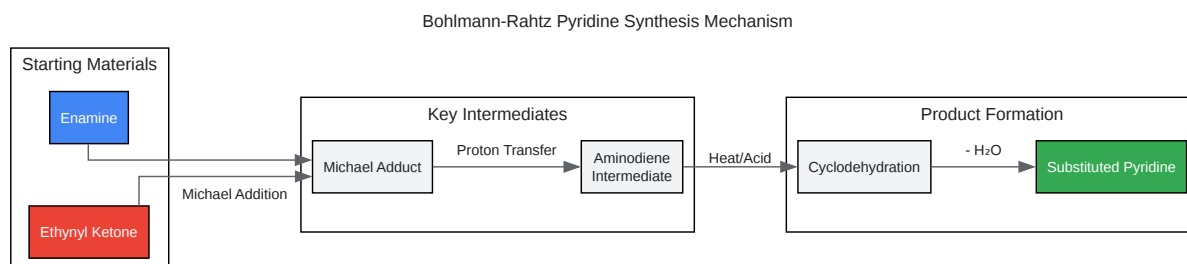 Bohlmann-Rahtz Pyridine Synthesis Mechanism
Starting Materials
Enamine
Ethynyl Ketone
Michael Addition
Key Intermediates
Michael Adduct
Proton Transfer
Aminodiene
Intermediate
Heat/Acid
Product Formation
Cyclodehydration
- H₂O
Substituted Pyridine